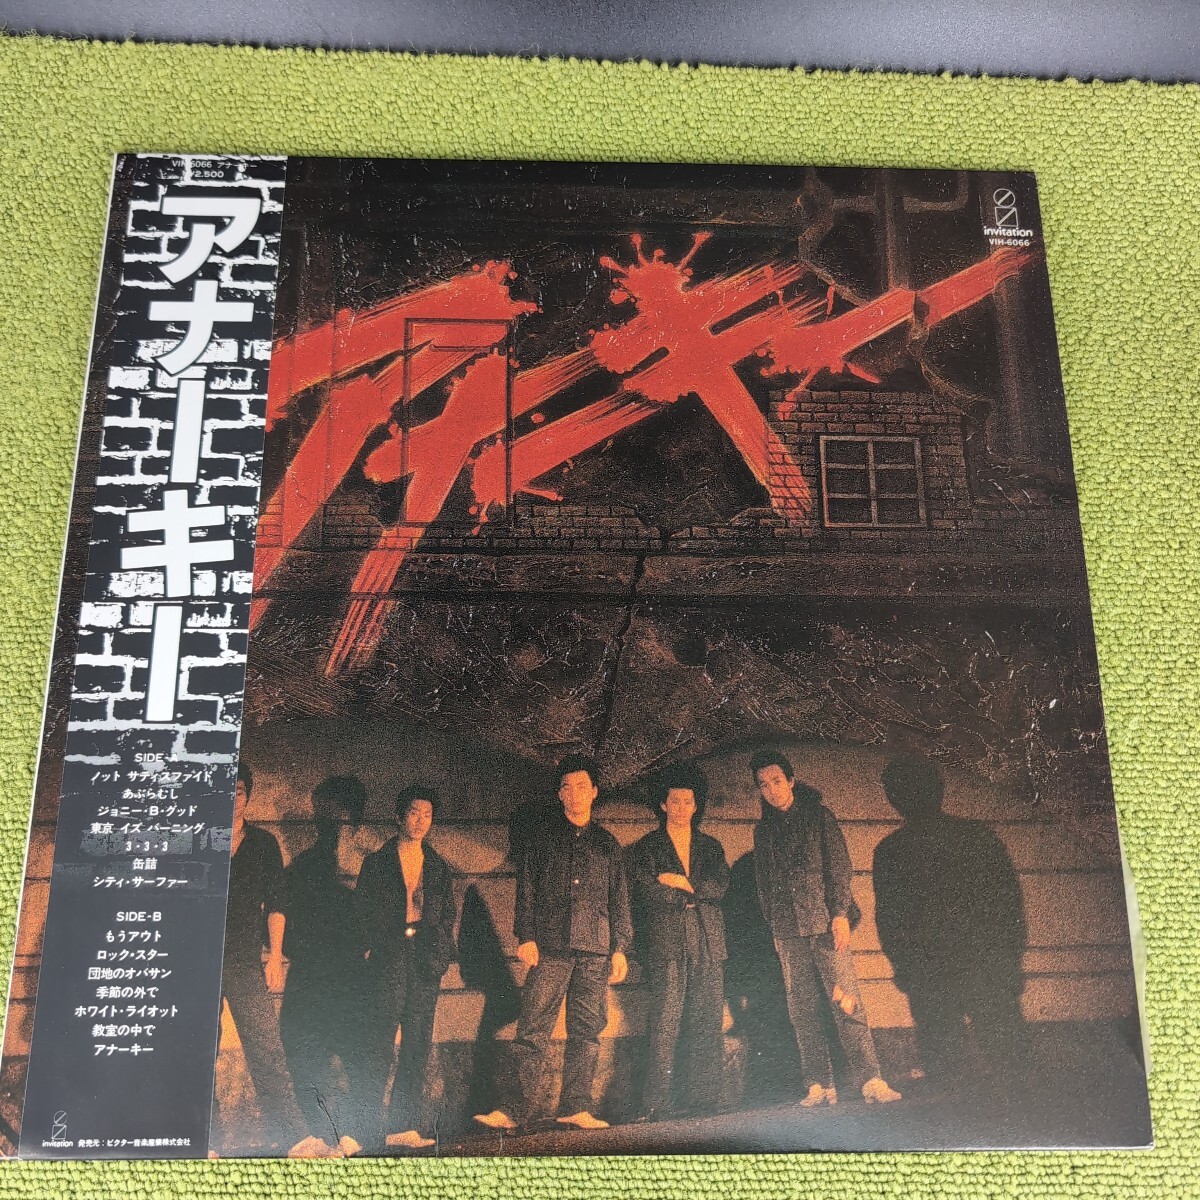 VIH-6066 アナーキー
¥2,500
アナーキー
SIDE-A
ノット サティスファイド
あぶらむし
ジョニー・B・グッド
東京 イズ バーニング
3・3・3
缶詰
シティ・サーファー
SIDE-B
もうアウト
ロック・スター
団地のオバサン
季節の外で
ホワイト・ライオット
教室の中で
アナーキー
invitation 発売元：ビクター音楽産業株式会社
アナーキー
invitation
VIH-6066